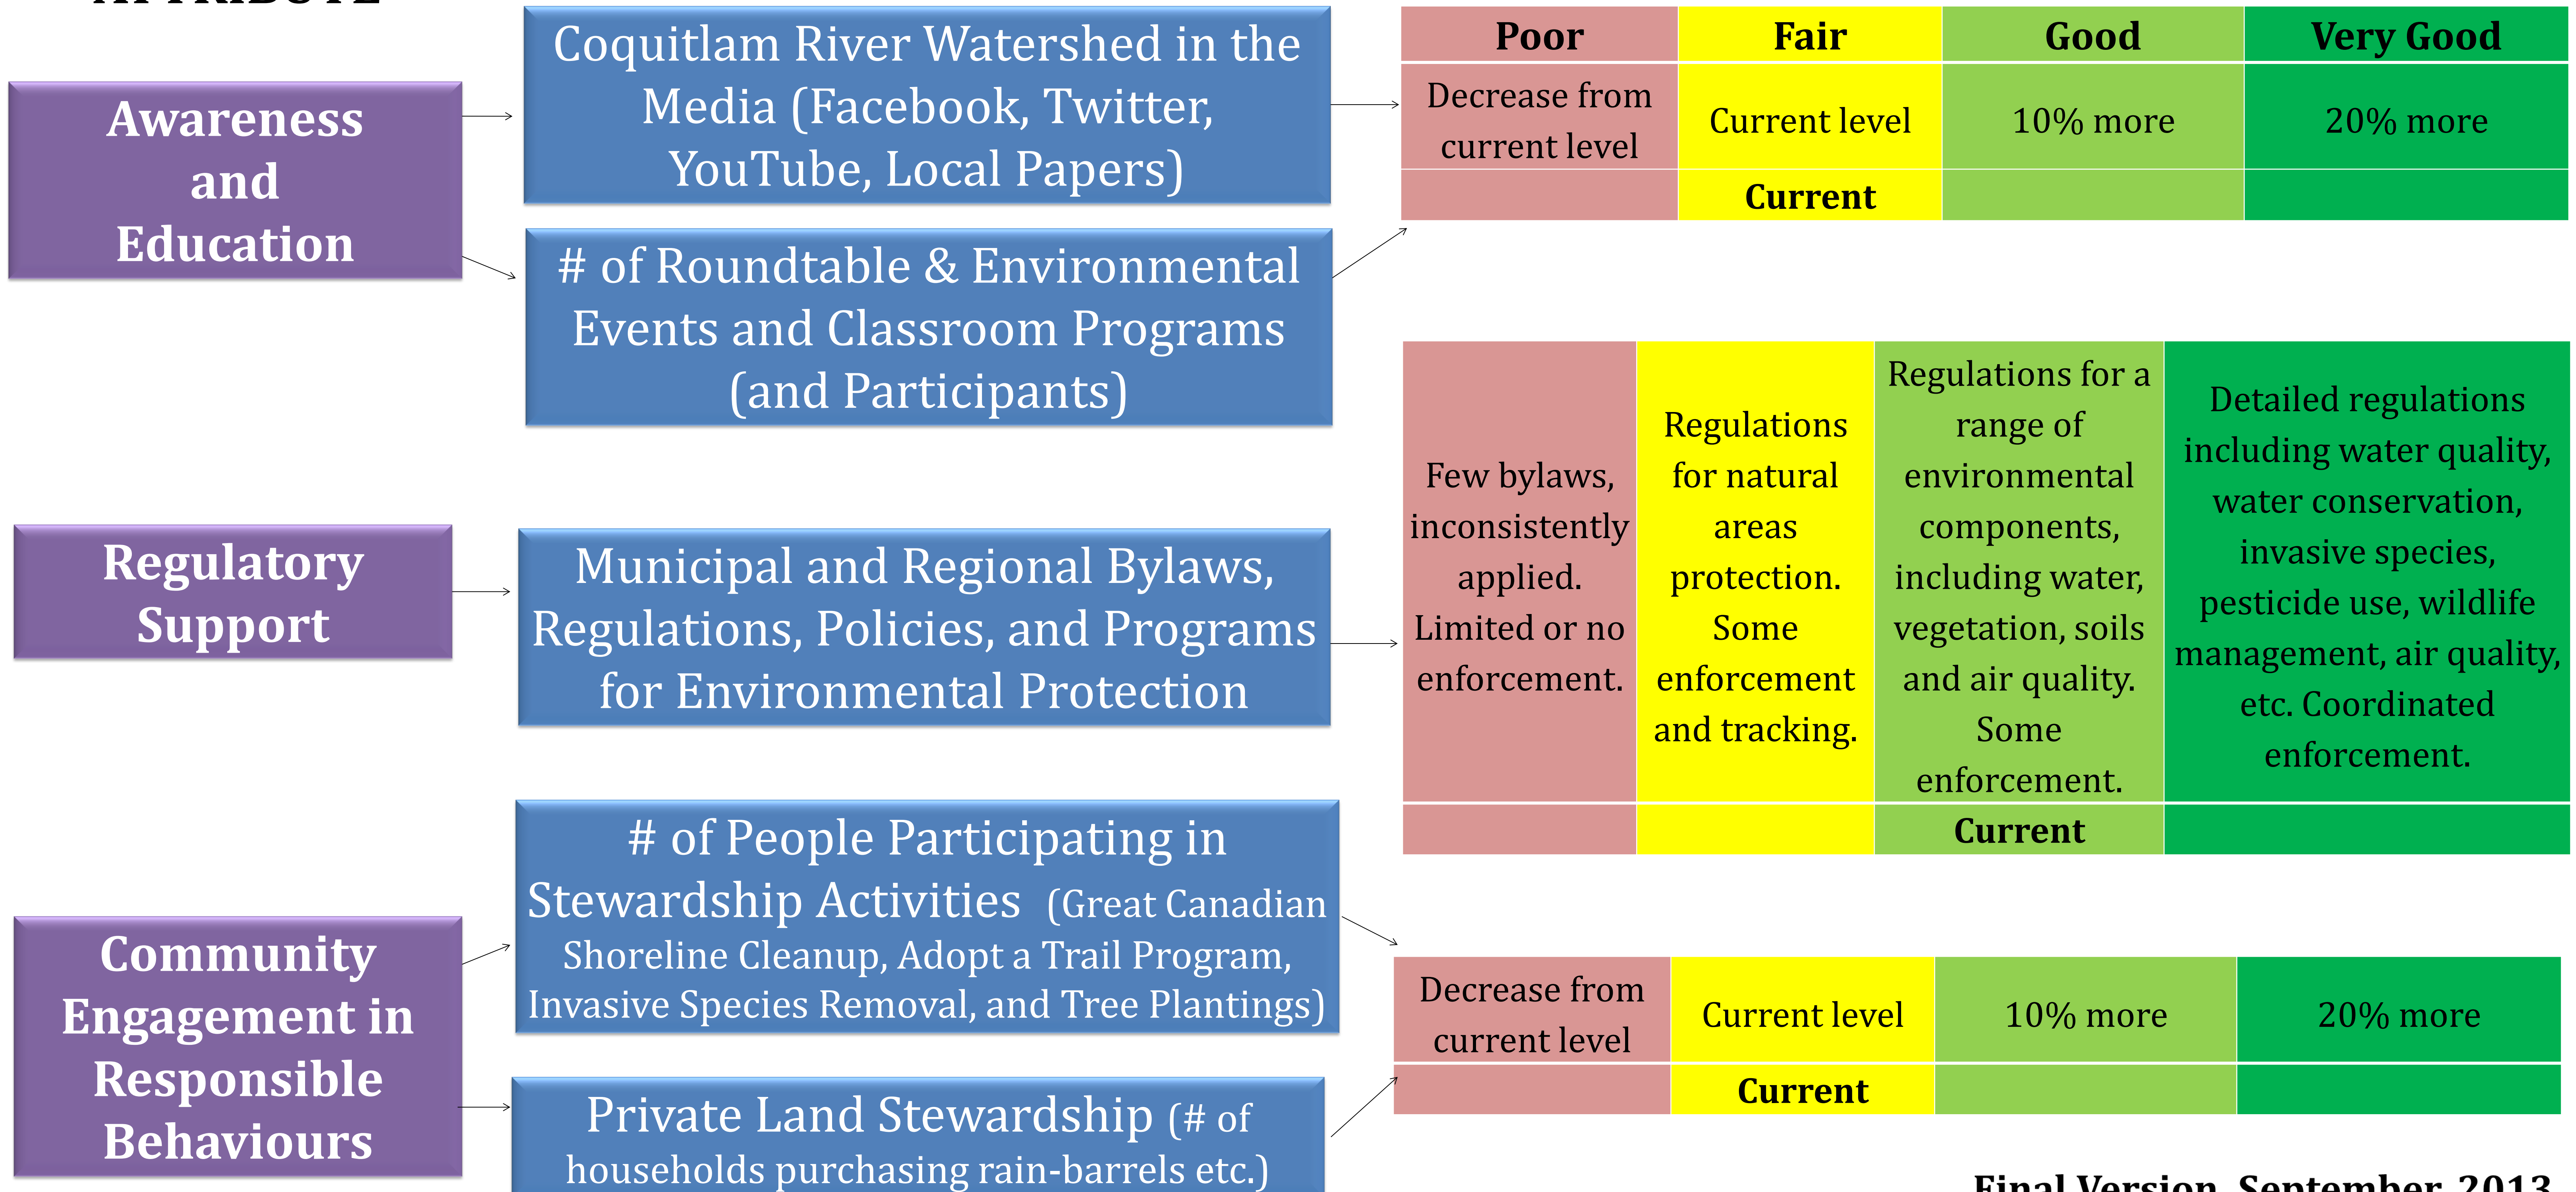 ATTRIBUTE
Awareness
and
Education
Coquitlam River Watershed in the
Media (Facebook, Twitter,
YouTube, Local Papers)
# of Roundtable & Environmental
Events and Classroom Programs
(and Participants)
Poor
Fair
Good
Very Good
Decrease from
current level
Current level
10% more
20% more
Current
Regulatory
Support
Municipal and Regional Bylaws,
Regulations, Policies, and Programs
for Environmental Protection
Few bylaws,
inconsistently
applied.
Limited or no
enforcement.
Regulations
for natural
areas
protection.
Some
enforcement
and tracking.
Regulations for a
range of
environmental
components,
including water,
vegetation, soils
and air quality.
Some
enforcement.
Detailed regulations
including water quality,
water conservation,
invasive species,
pesticide use, wildlife
management, air quality,
etc. Coordinated
enforcement.
Current
Community
Engagement in
Responsible
Behaviours
# of People Participating in
Stewardship Activities (Great Canadian
Shoreline Cleanup, Adopt a Trail Program,
Invasive Species Removal, and Tree Plantings)
Private Land Stewardship (# of
households purchasing rain-barrels etc.)
Decrease from
current level
Current level
10% more
20% more
Current
Final Version, September, 2013